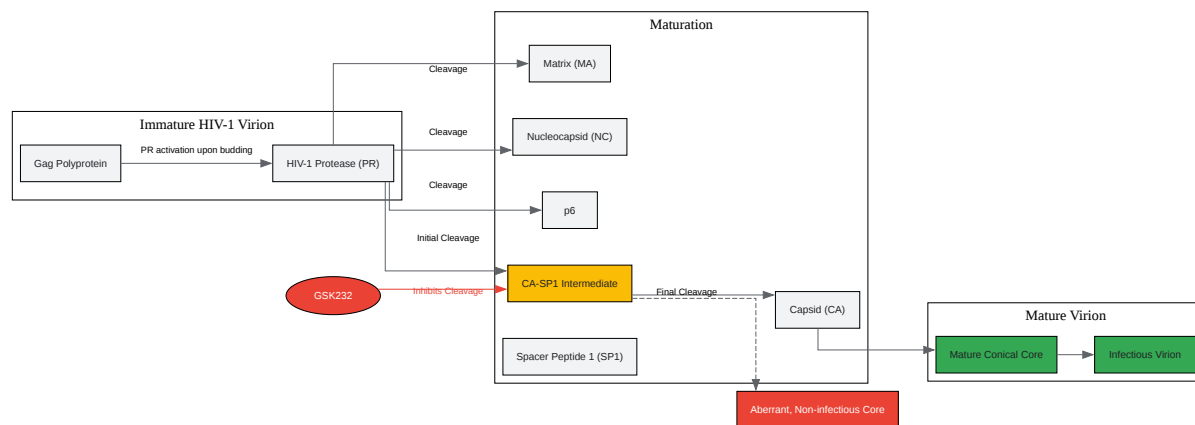 Maturation
Matrix (MA)
Cleavage
Immature HIV-1 Virion
Gag Polyprotein
PR activation upon budding
HIV-1 Protease (PR)
Cleavage
Nucleocapsid (NC)
Cleavage
p6
Initial Cleavage
GSK232
Inhibits Cleavage
CA-SP1 Intermediate
Final Cleavage
Capsid (CA)
Spacer Peptide 1 (SP1)
Aberrant, Non-infectious Core
Mature Virion
Mature Conical Core
Infectious Virion